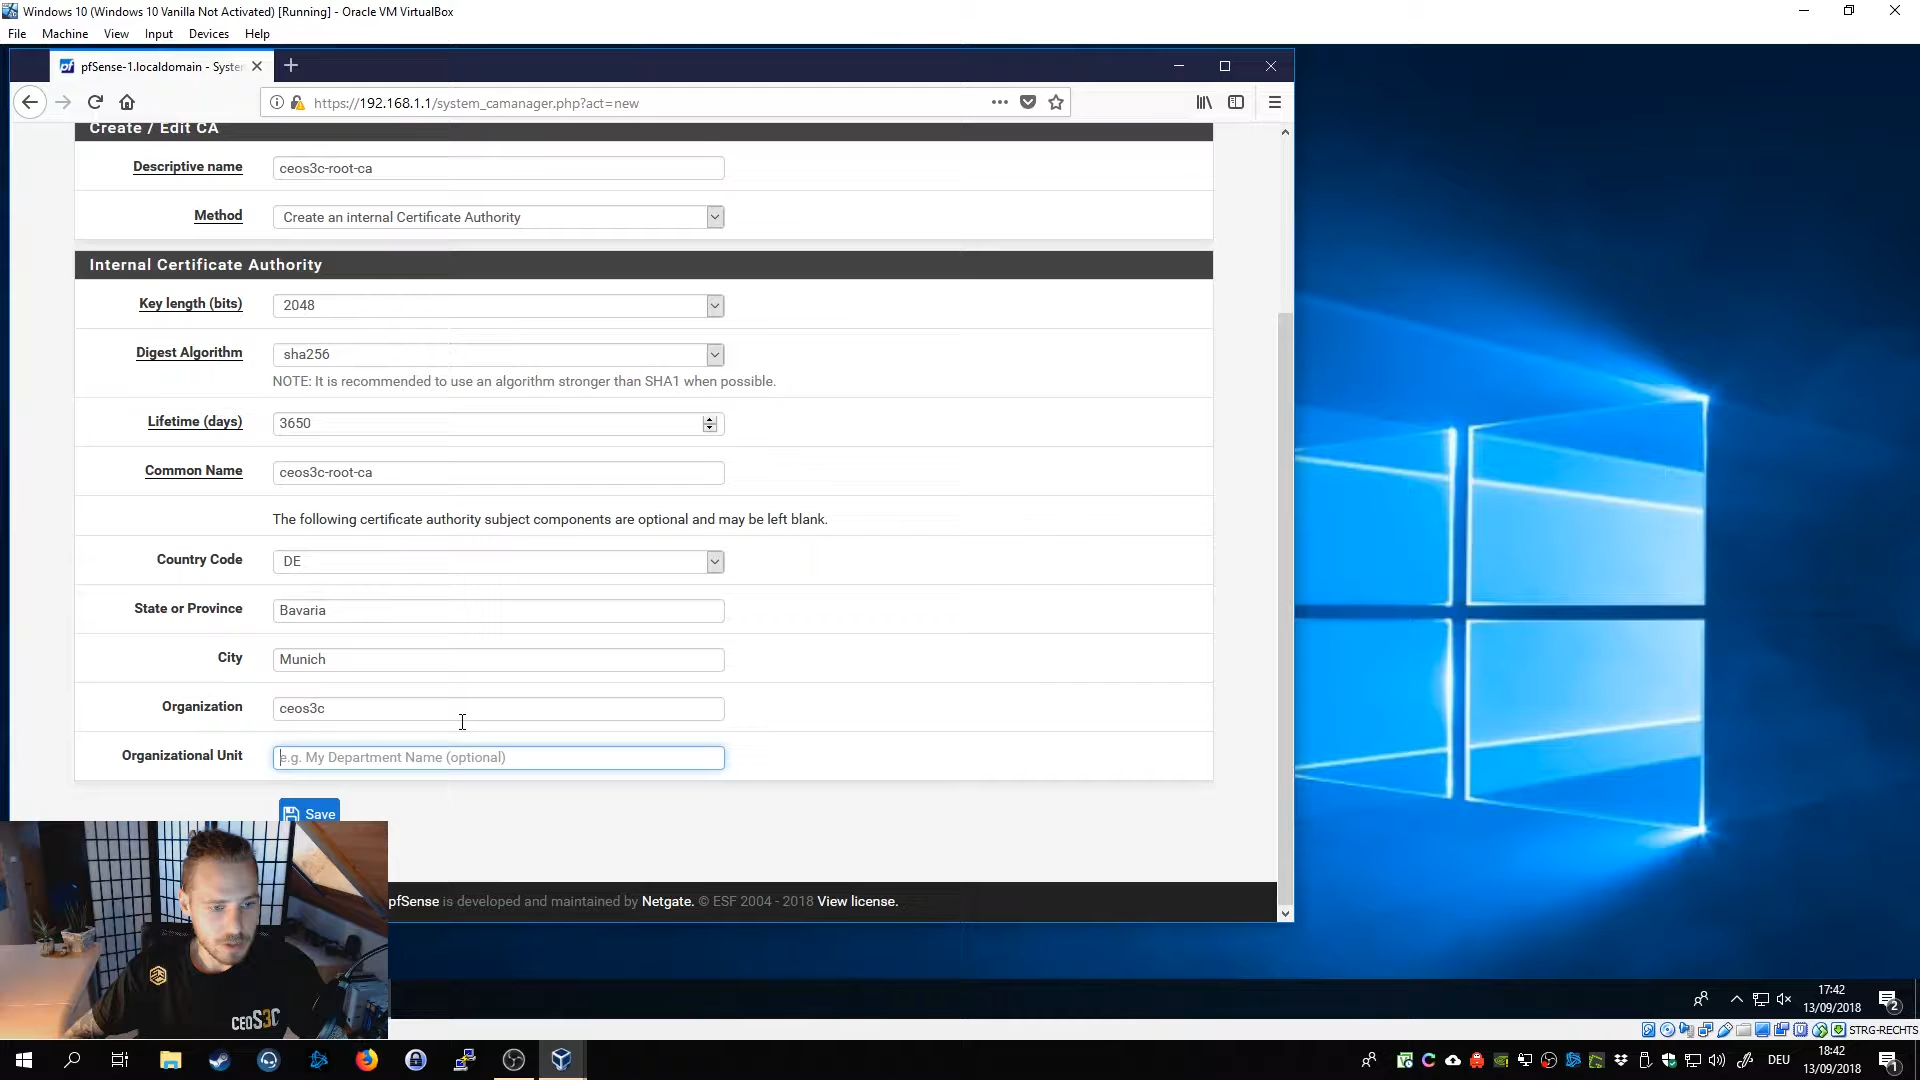 Windows 10 (Windows 10 Vanilla Not Activated) [Running] - Oracle VM VirtualBox
File Machine View Input Devices Help
pfSense-1.localdomain - Syste
https://192.168.1.1/system_camanager.php?act=new
Create / Edit CA
Descriptive name ceos3c-root-ca
Method Create an internal Certificate Authority
Internal Certificate Authority
Key length (bits) 2048
Digest Algorithm sha256
NOTE: It is recommended to use an algorithm stronger than SHA1 when possible.
Lifetime (days) 3650
Common Name ceos3c-root-ca
The following certificate authority subject components are optional and may be left blank.
Country Code DE
State or Province Bavaria
City Munich
Organization ceos3c
Organizational Unit e.g. My Department Name (optional)
Save
pfSense is developed and maintained by Netgate. © ESF 2004 - 2018 View license.
CEOS3C
17:42
13/09/2018
2
STRG-RECHTS
DEU
18:42
13/09/2018
1